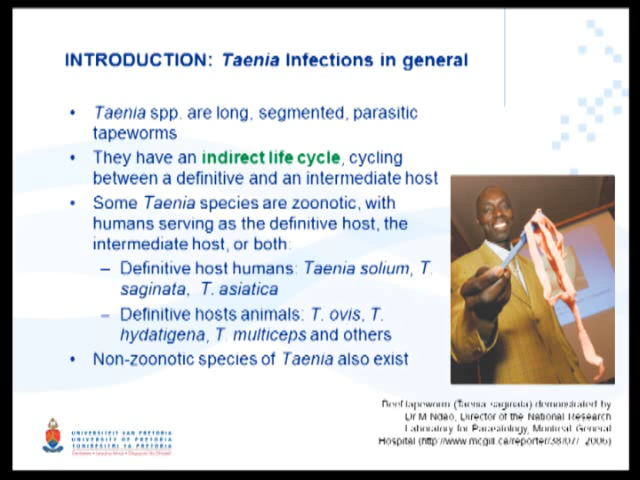 INTRODUCTION: Taenia Infections in general
• Taenia spp. are long, segmented, parasitic
tapeworms
• They have an indirect life cycle, cycling
between a definitive and an intermediate host
• Some Taenia species are zoonotic, with
humans serving as the definitive host, the
intermediate host, or both:
– Definitive host humans: Taenia solium, T.
saginata, T. asiatica
– Definitive hosts animals: T. ovis, T.
hydatigena, T. multiceps and others
• Non-zoonotic species of Taenia also exist
Beef tapeworm (Taenia saginata) demonstrated by
Dr M Ndao, Director of the National Research
Laboratory for Parasitology, Montreal General
Hospital (http://www.mcgill.ca/reporter/38/07/ 2006)
UNIVERSITEIT VAN PRETORIA
UNIVERSITY OF PRETORIA
YUNIBESITHI YA PRETORIA